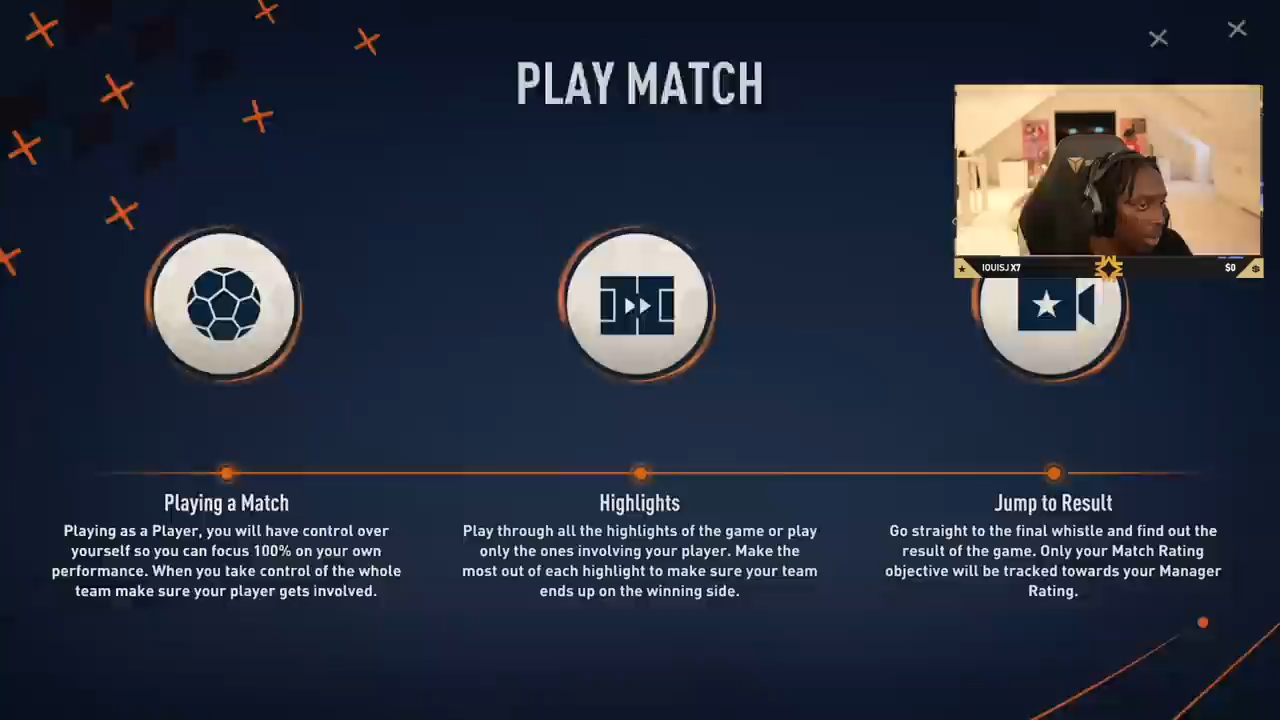 PLAY MATCH
IOUISJX7
$0
Playing a Match
Playing as a Player, you will have control over
yourself so you can focus 100% on your own
performance. When you take control of the whole
team make sure your player gets involved.
Highlights
Play through all the highlights of the game or play
only the ones involving your player. Make the
most out of each highlight to make sure your team
ends up on the winning side.
Jump to Result
Go straight to the final whistle and find out the
result of the game. Only your Match Rating
objective will be tracked towards your Manager
Rating.